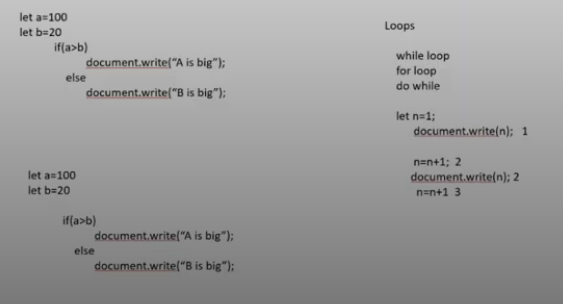 let a=100
let b=20
if(a>b)
document.write("A is big");
else
document.write("B is big");
let a=100
let b=20
if(a>b)
document.write("A is big");
else
document.write("B is big");
Loops
while loop
for loop
do while
let n=1;
document.write(n); 1
n=n+1; 2
document.write(n); 2
n=n+1 3